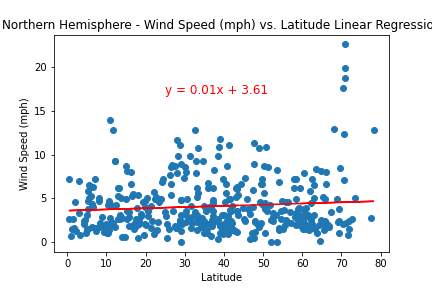 Northern Hemisphere - Wind Speed (mph) vs. Latitude Linear Regressio
y = 0.01x + 3.61
Wind Speed (mph)
20
15
10
5
0
0 10 20 30 40 50 60 70 80
Latitude